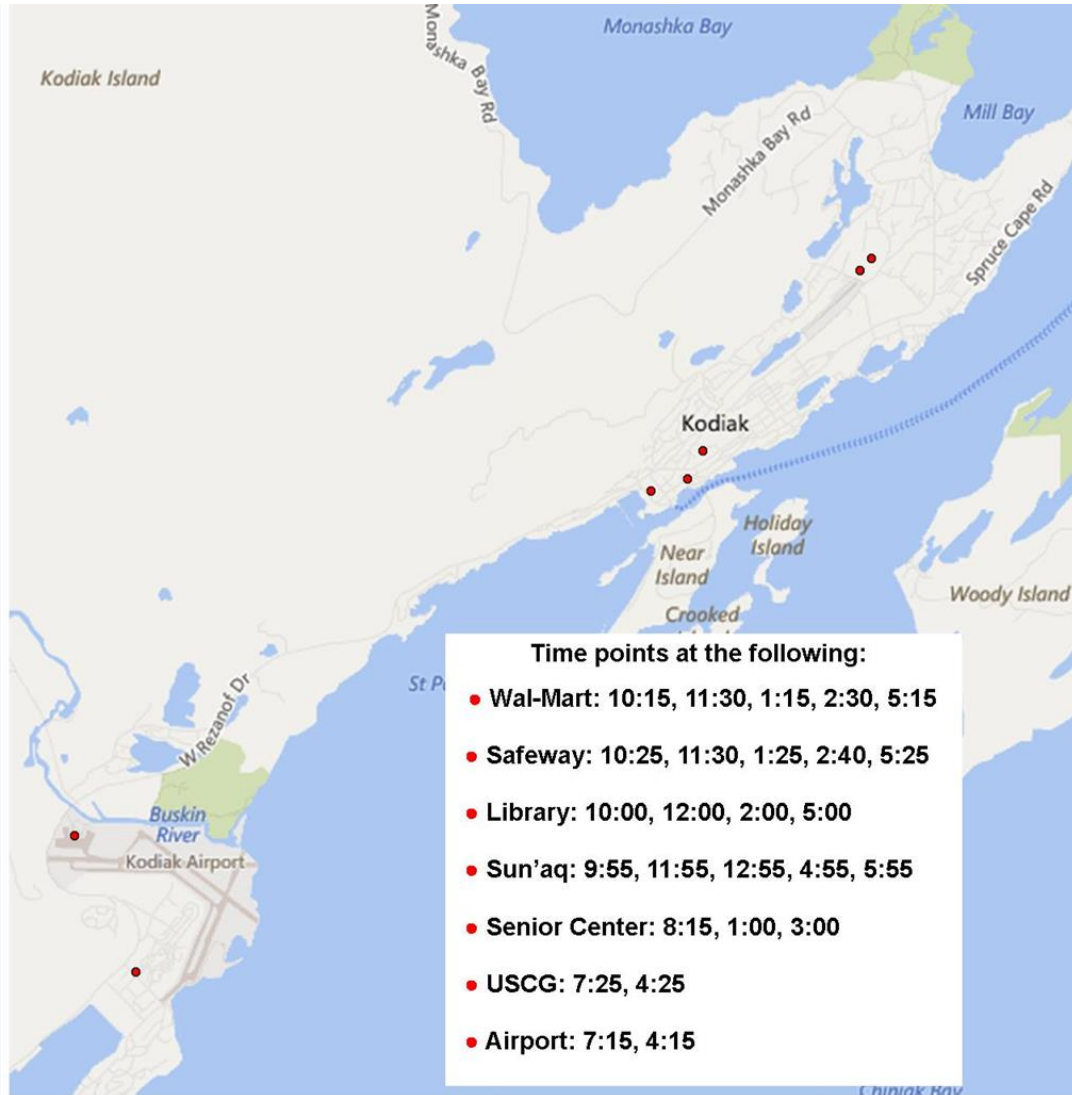 Monashka Bay
Kodiak Island
Monashka Bay Rd
Mill Bay
Monashka Bay Rd
Spruce Cape Rd
Kodiak
Holiday
Island
Near
Island
Woody Island
Crooked
St
W Rezanof Dr
Buskin
River
Kodiak Airport
Time points at the following:
• Wal-Mart: 10:15, 11:30, 1:15, 2:30, 5:15
• Safeway: 10:25, 11:30, 1:25, 2:40, 5:25
• Library: 10:00, 12:00, 2:00, 5:00
• Sun’aq: 9:55, 11:55, 12:55, 4:55, 5:55
• Senior Center: 8:15, 1:00, 3:00
• USCG: 7:25, 4:25
• Airport: 7:15, 4:15
Chiniak Bay